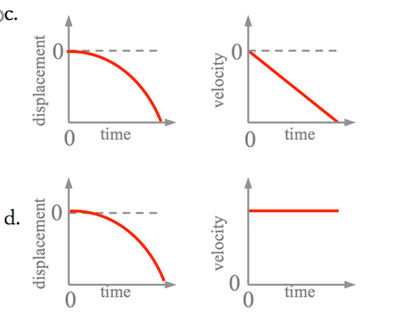 c.
displacement
0
0
time
velocity
0
0
time
d.
displacement
0
0
time
velocity
0
0
time